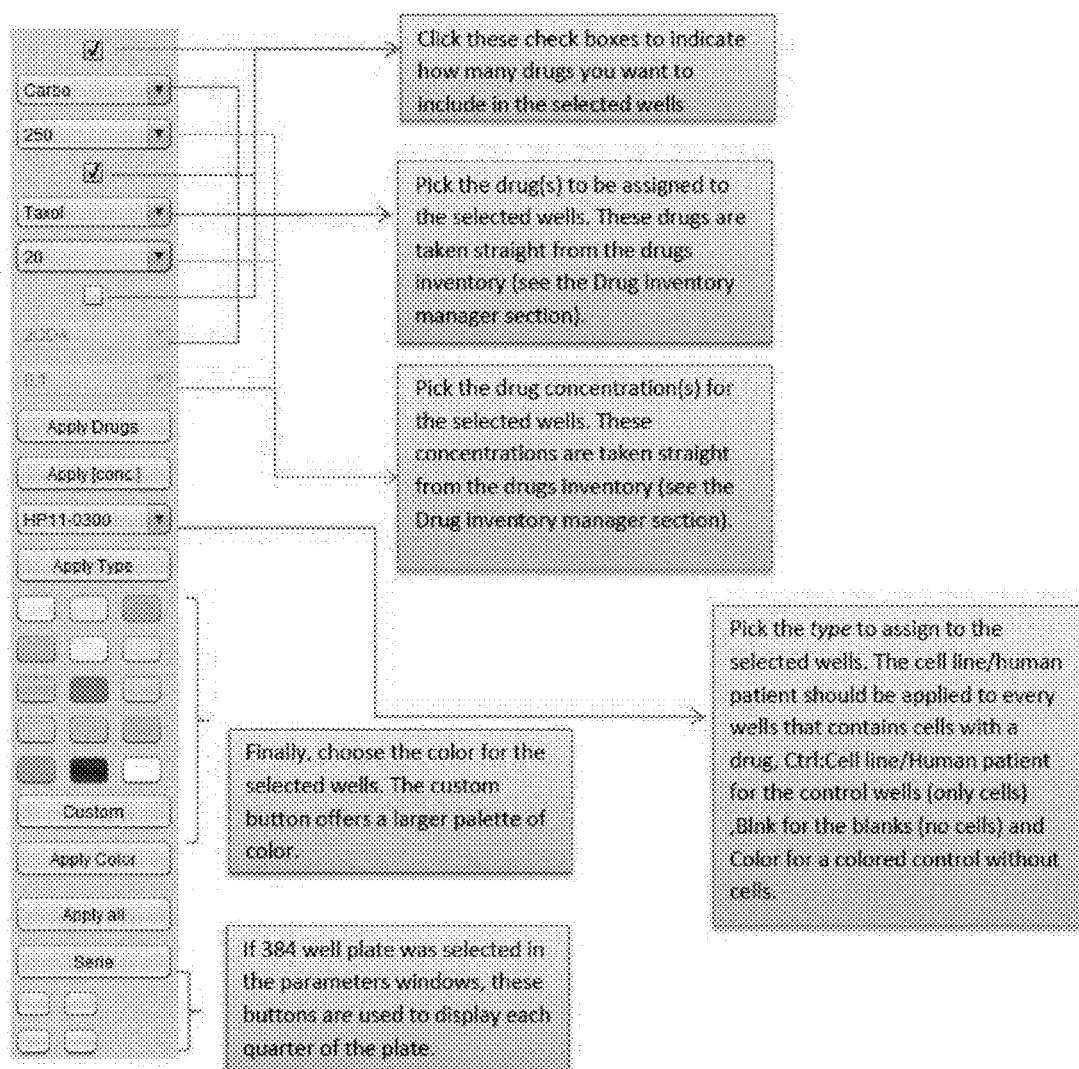 Click these check boxes to indicate
how many drugs you want to
include in the selected wells
Carbo
250
Pick the drug(s) to be assigned to
the selected wells. These drugs are
taken straight from the drugs
inventory (see the Drug Inventory
manager section).
Taxol
20
Pick the drug concentration(s) for
the selected wells. These
concentrations are taken straight
from the drugs inventory (see the
Drug inventory manager section).
Apply Drugs
Apply [conc.]
HP11-0300
Apply Type
Pick the type to assign to the
selected wells. The cell line/human
patient should be applied to every
wells that contains cells with a
drug, Ctrl:Cell line/Human patient
for the control wells (only cells)
,Blnk for the blanks (no cells) and
Color for a colored control without
cells.
Finally, choose the color for the
selected wells. The custom
button offers a larger palette of
color.
Custom
Apply Color
Apply all
Serie
If 384 well plate was selected in
the parameters windows, these
buttons are used to display each
quarter of the plate.